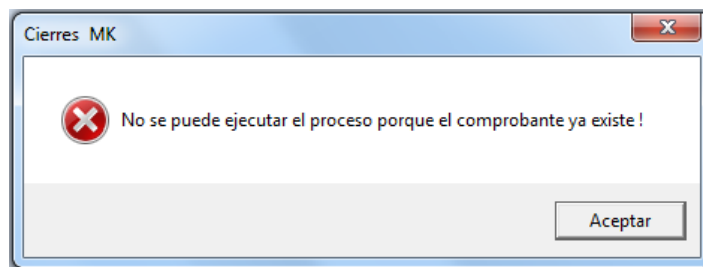 Cierres MK
No se puede ejecutar el proceso porque el comprobante ya existe !
Aceptar